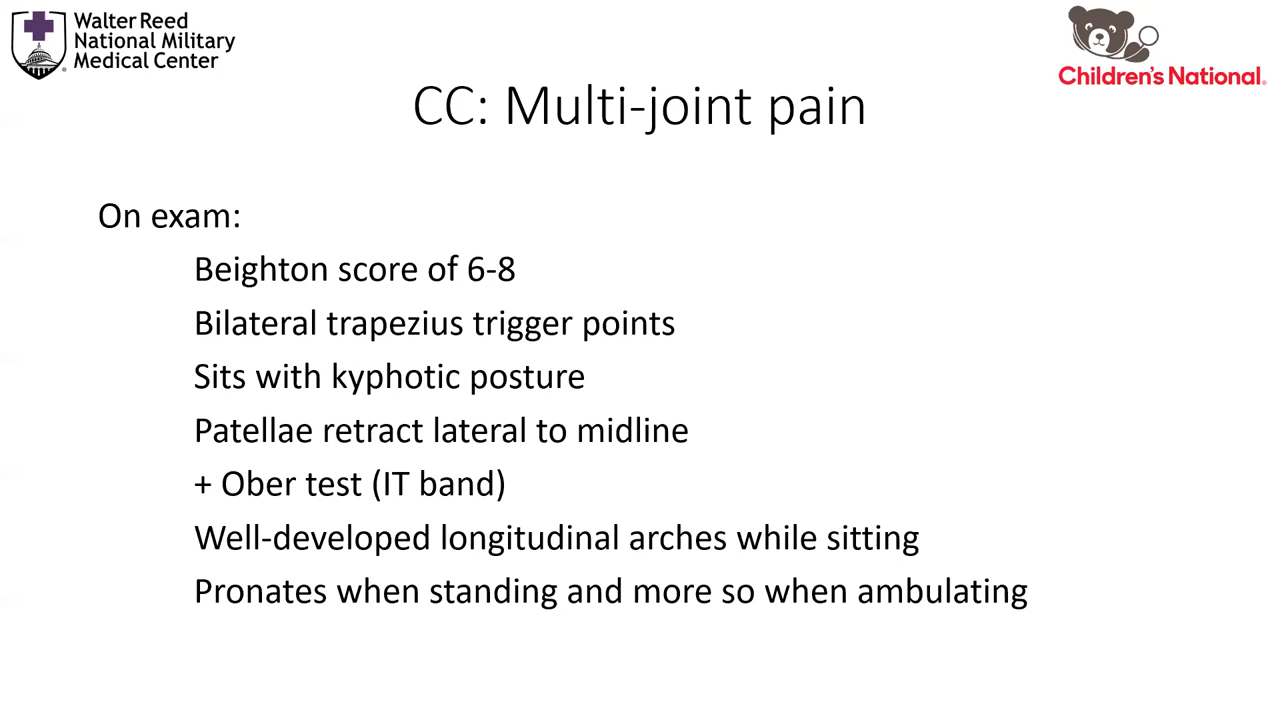 Walter Reed
National Military
Medical Center
Children's National
CC: Multi-joint pain
On exam:
Beighton score of 6-8
Bilateral trapezius trigger points
Sits with kyphotic posture
Patellae retract lateral to midline
+ Ober test (IT band)
Well-developed longitudinal arches while sitting
Pronates when standing and more so when ambulating